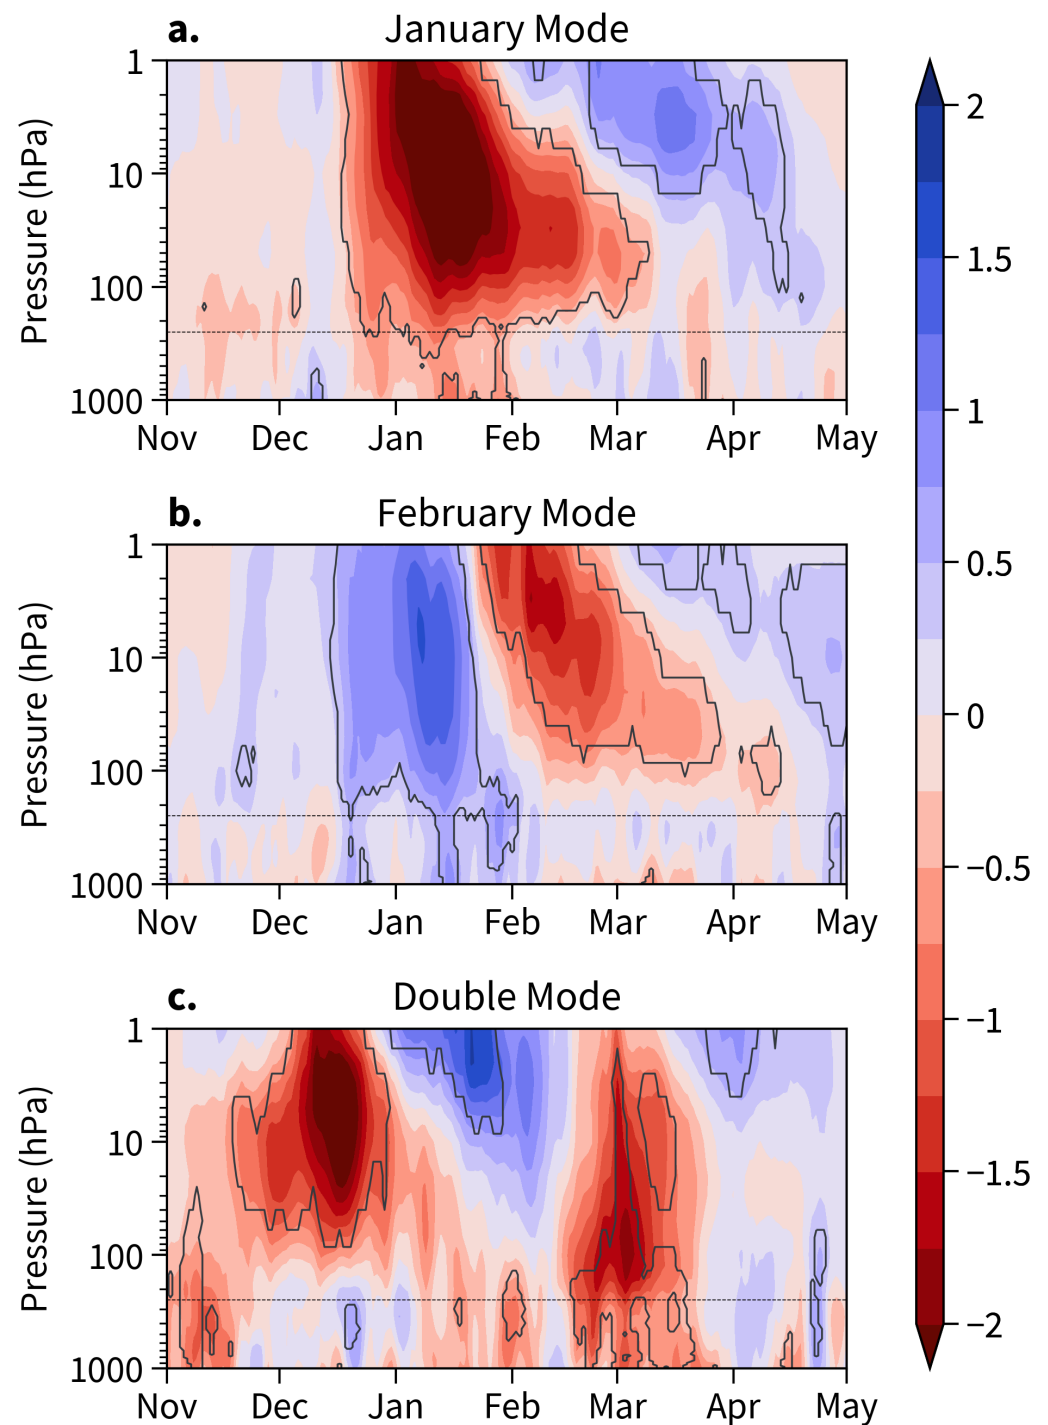 a. January Mode
1
10
100
1000
Pressure (hPa)
Nov Dec Jan Feb Mar Apr May
b. February Mode
1
10
100
1000
Pressure (hPa)
Nov Dec Jan Feb Mar Apr May
c. Double Mode
1
10
100
1000
Pressure (hPa)
Nov Dec Jan Feb Mar Apr May
2
1.5
1
0.5
0
−0.5
−1
−1.5
−2